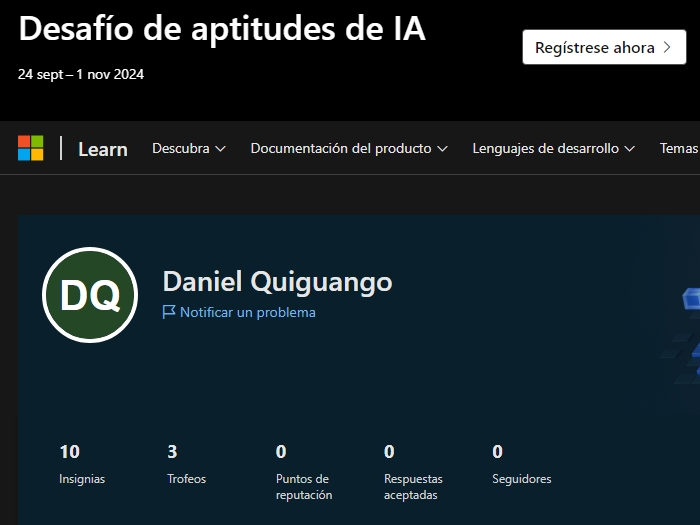 Desafío de aptitudes de IA
Regístrese ahora
24 sept – 1 nov 2024
Learn Descubra Documentación del producto Lenguajes de desarrollo Temas
DQ
Daniel Quiguango
Notificar un problema
10 3 0 0 0
Insignias Trofeos Puntos de Respuestas Seguidores
reputación aceptadas